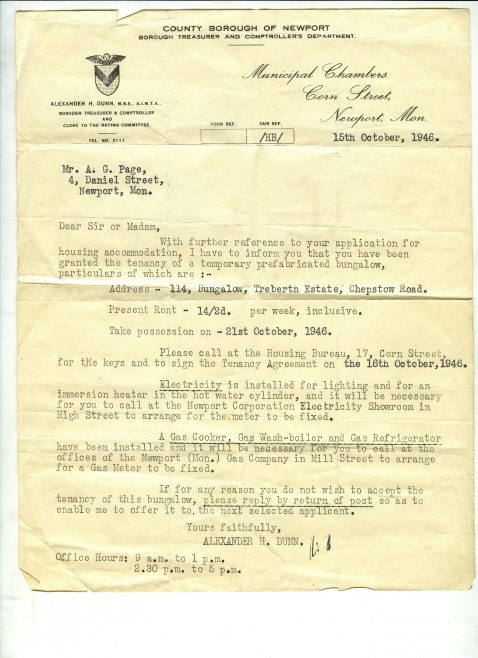 COUNTY BOROUGH OF NEWPORT
BOROUGH TREASURER AND COMPTROLLER'S DEPARTMENT.
ALEXANDER H. DUNN, M.B.E., A.I.M.T.A.,
BOROUGH TREASURER & COMPTROLLER
AND
CLERK TO THE RATING COMMITTEE.
TEL. NO. 3111
Municipal Chambers.
Corn Street,
Newport, Mon.
YOUR REF. OUR REF.
/HB/
15th October, 1946.
Mr. A. G. Page,
4, Daniel Street,
Newport, Mon.
Dear Sir or Madam,
With further reference to your application for
housing accommodation, I have to inform you that you have been
granted the tenancy of a temporary prefabricated bungalow,
particulars of which are :-
Address - 114, Bungalow, Treberth Estate, Chepstow Road.
Present Rent - 14/2d. per week, inclusive.
Take possession on - 21st October, 1946.
Please call at the Housing Bureau, 17, Corn Street,
for the keys and to sign the Tenancy Agreement on the 16th October,1946.
Electricity is installed for lighting and for an
immersion heater in the hot water cylinder, and it will be necessary
for you to call at the Newport Corporation Electricity Showroom in
High Street to arrange for the meter to be fixed.
A Gas Cooker, Gas Wash-boiler and Gas Refrigerator
have been installed and it will be necessary for you to call at the
offices of the Newport (Mon.) Gas Company in Mill Street to arrange
for a Gas Meter to be fixed.
If for any reason you do not wish to accept the
tenancy of this bungalow, please reply by return of post so as to
enable me to offer it to, the next selected applicant.
Yours faithfully,
ALEXANDER H. DUNN.
Office Hours: 9 a.m. to 1 p.m.
2.30 p.m. to 5 p.m.